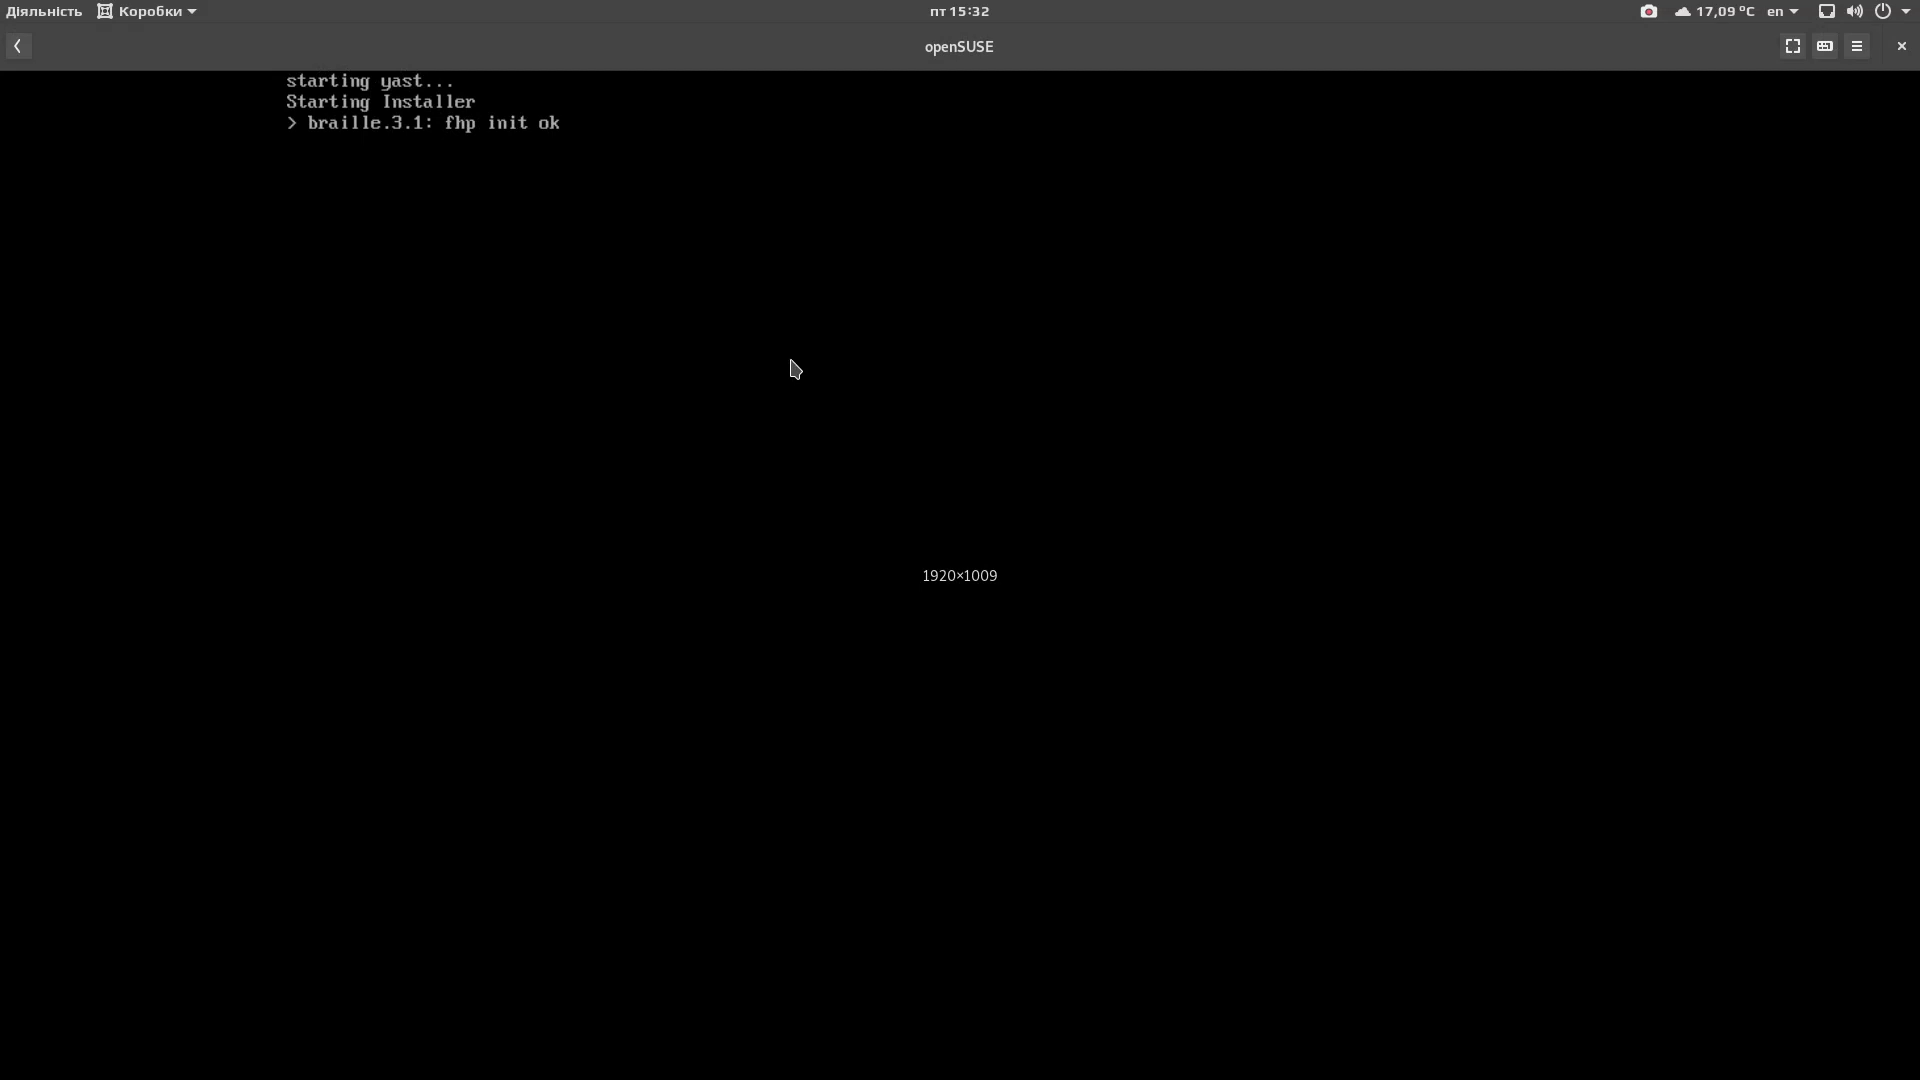 Діяльність Коробки пт 15:32 17,09 °C en
openSUSE
starting yast...
Starting Installer
> braille.3.1: fhp init ok
1920×1009